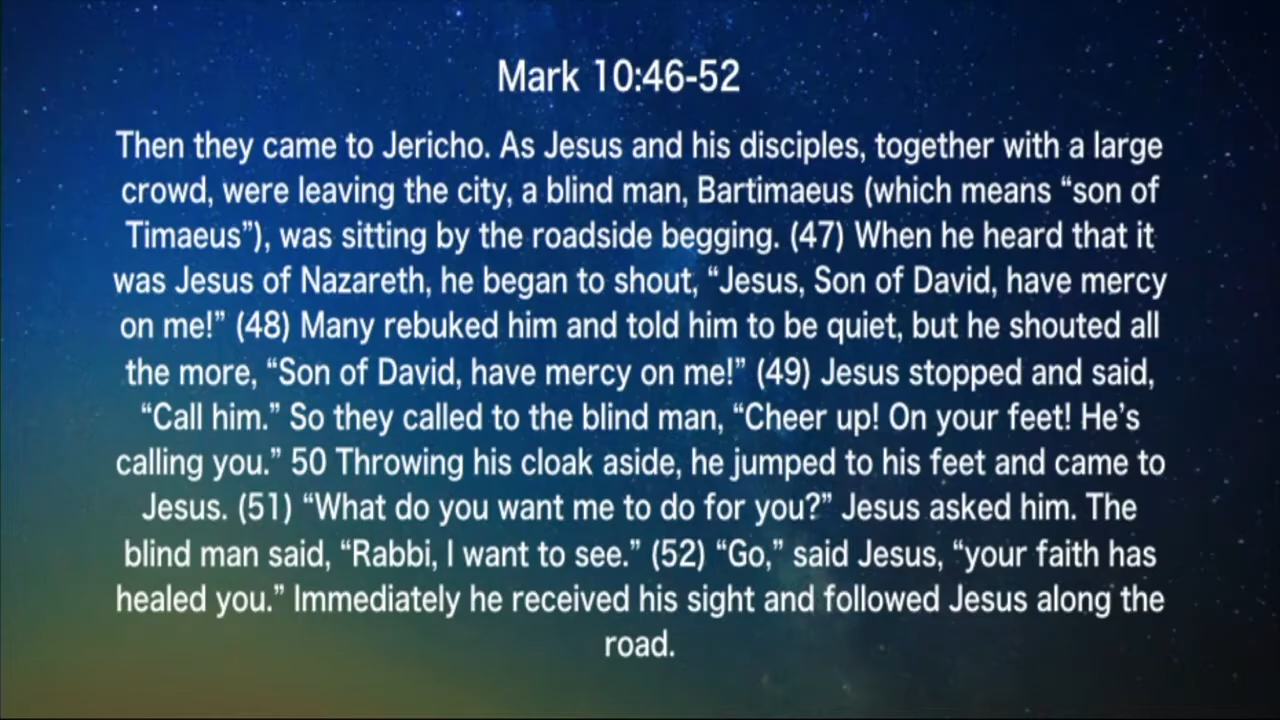 Mark 10:46-52
Then they came to Jericho. As Jesus and his disciples, together with a large
crowd, were leaving the city, a blind man, Bartimaeus (which means “son of
Timaeus”), was sitting by the roadside begging. (47) When he heard that it
was Jesus of Nazareth, he began to shout, “Jesus, Son of David, have mercy
on me!” (48) Many rebuked him and told him to be quiet, but he shouted all
the more, “Son of David, have mercy on me!” (49) Jesus stopped and said,
“Call him.” So they called to the blind man, “Cheer up! On your feet! He’s
calling you.” 50 Throwing his cloak aside, he jumped to his feet and came to
Jesus. (51) “What do you want me to do for you?” Jesus asked him. The
blind man said, “Rabbi, I want to see.” (52) “Go,” said Jesus, “your faith has
healed you.” Immediately he received his sight and followed Jesus along the
road.